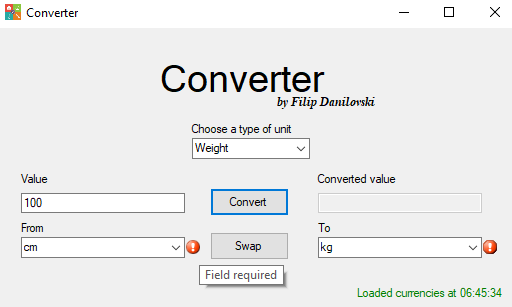 Converter
Converter
by Filip Danilovski
Choose a type of unit
Weight
Value
Converted value
100
Convert
From
To
cm
Swap
kg
Field required
Loaded currencies at 06:45:34